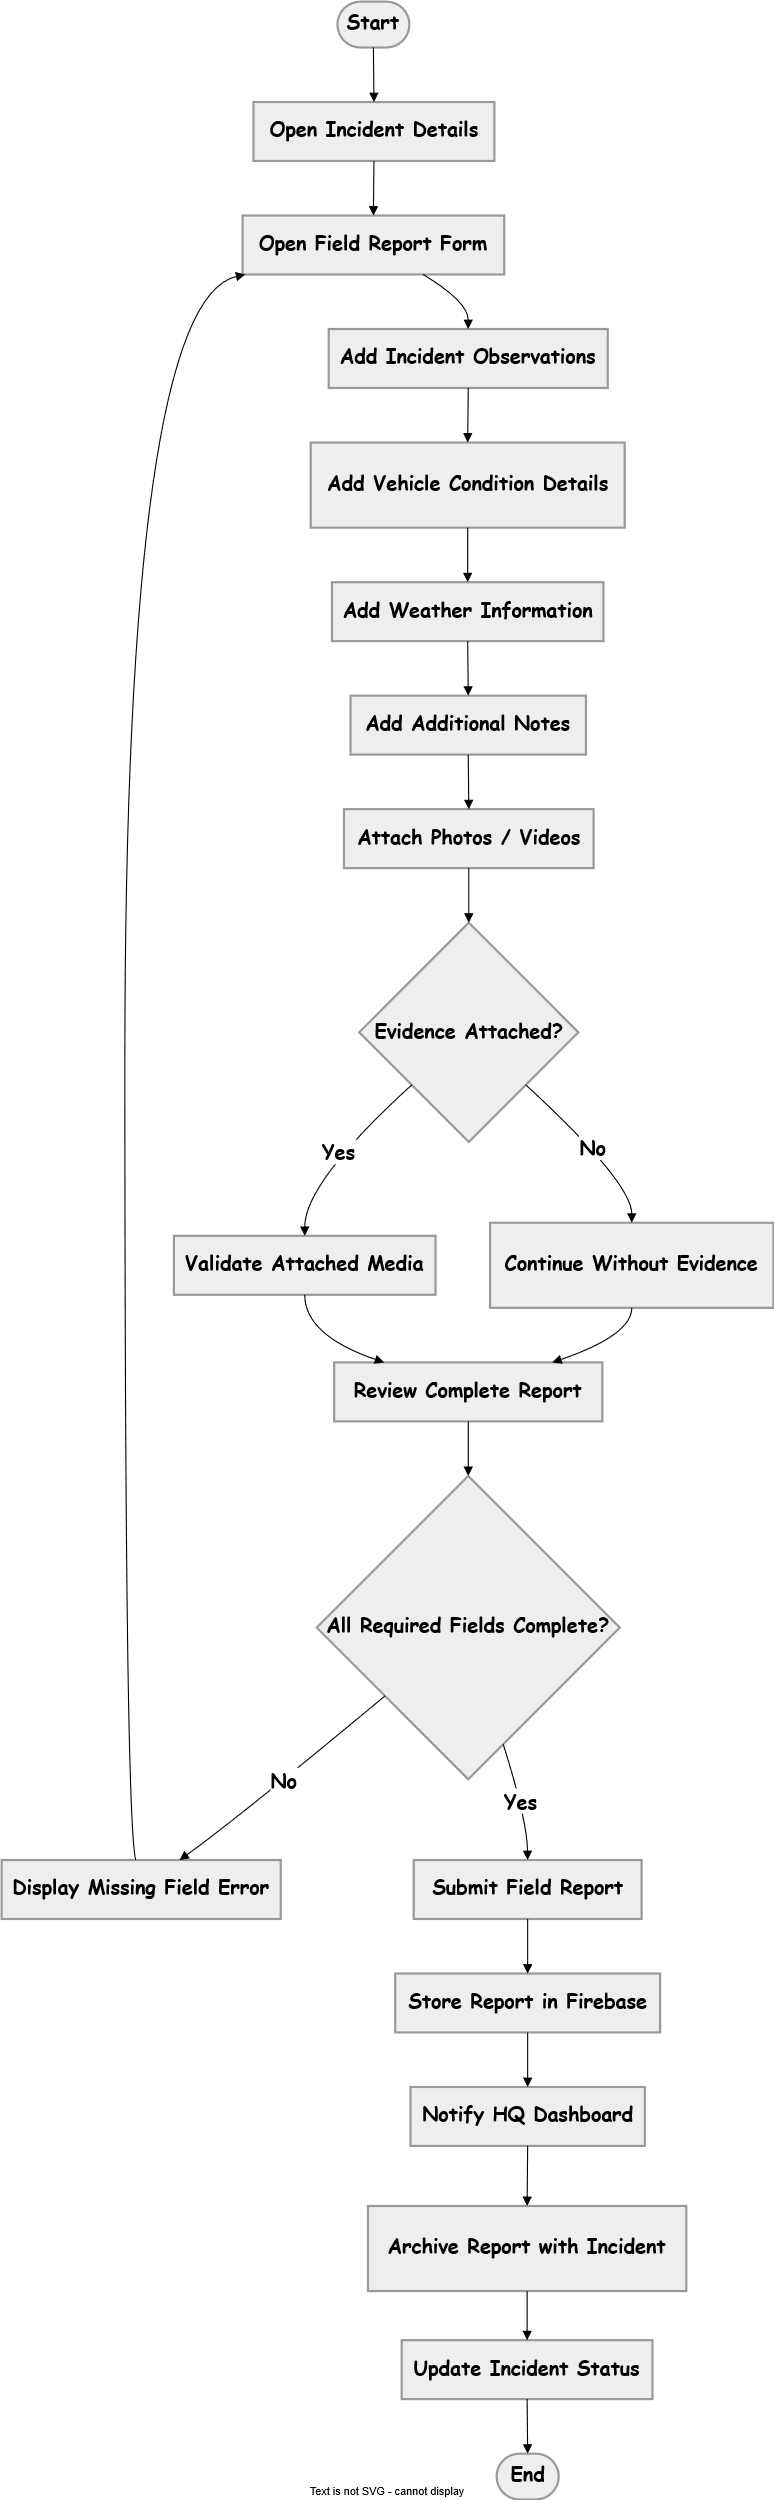 Start
Open Incident Details
Open Field Report Form
Add Incident Observations
Add Vehicle Condition Details
Add Weather Information
Add Additional Notes
Attach Photos / Videos
Evidence Attached?
Yes
No
Validate Attached Media
Continue Without Evidence
Review Complete Report
All Required Fields Complete?
No
Yes
Display Missing Field Error
Submit Field Report
Store Report in Firebase
Notify HQ Dashboard
Archive Report with Incident
Update Incident Status
End
Text is not SVG - cannot display